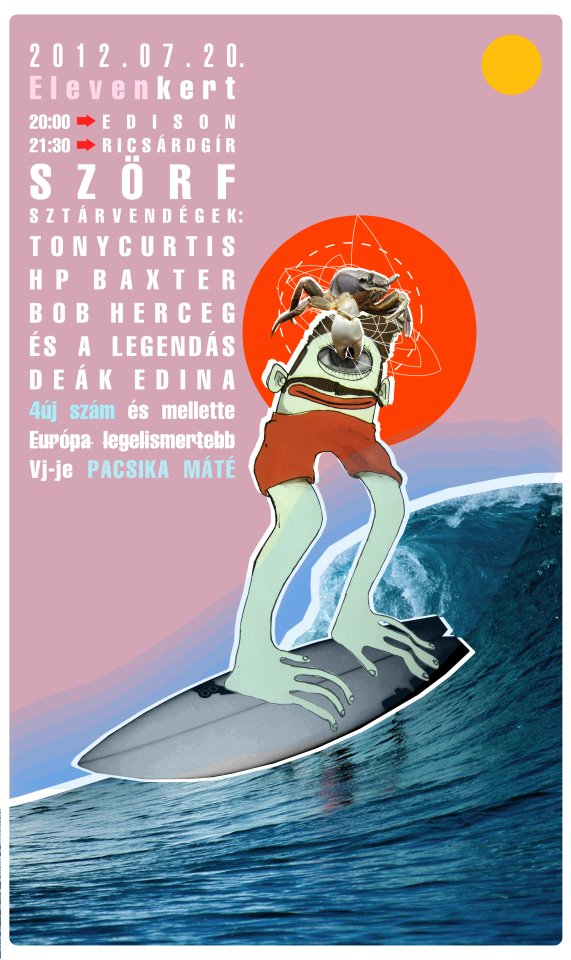 2012.07.20.
Elevenkert
20:00 → EDISON
21:30 → RICSÁRDGÍR
SZÖRF
SZTÁRVENDÉGEK:
TONYCURTIS
HP BAXTER
BOB HERCEG
ÉS A LEGENDÁS
DEÁK EDINA
4új szám és mellette
Európa legelismertebb
Vj-je PACSIKA MÁTÉ